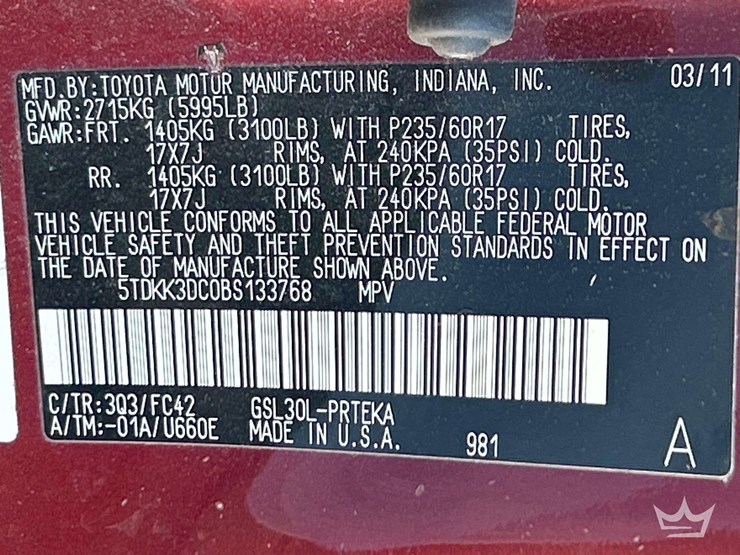 MFD. BY: TOYOTA MOTOR MANUFACTURING, INDIANA, INC. 03/11
GVWR: 2715KG (5995LB)
GAWR: FRT. 1405KG (3100LB) WITH P235/60R17 TIRES,
17X7J RIMS, AT 240KPA (35PSI) COLD.
RR. 1405KG (3100LB) WITH P235/60R17 TIRES,
17X7J RIMS, AT 240KPA (35PSI) COLD.
THIS VEHICLE CONFORMS TO ALL APPLICABLE FEDERAL MOTOR
VEHICLE SAFETY AND THEFT PREVENTION STANDARDS IN EFFECT ON
THE DATE OF MANUFACTURE SHOWN ABOVE.
5TDKK3DC0BS133768 MPV
C/TR: 3Q3/FC42 GSL30L-PRTEKA
A/TM: -01A/U660E MADE IN U.S.A. 981 A